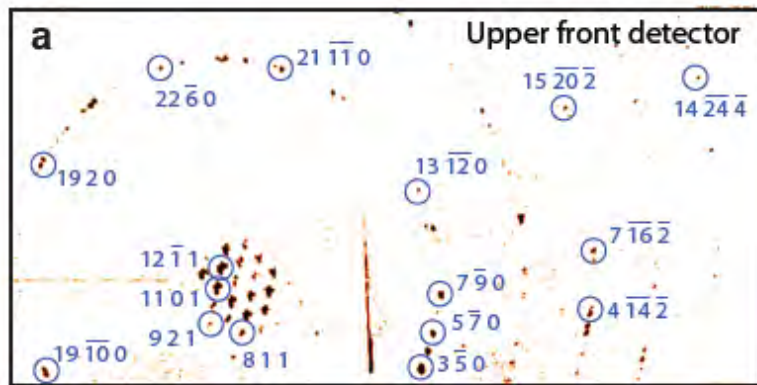 a
Upper front detector
21 1̅1̅ 0
22 6̅ 0
15 2̅0̅ 2̅
14 2̅4̅ 4̅
19 2 0
13 1̅2̅ 0
12 1̅ 1
7 1̅6̅ 2̅
11 0 1
7 9̅ 0
4 1̅4̅ 2̅
9 2 1
8 1 1
5 7̅ 0
19 1̅0̅ 0
3 5̅ 0